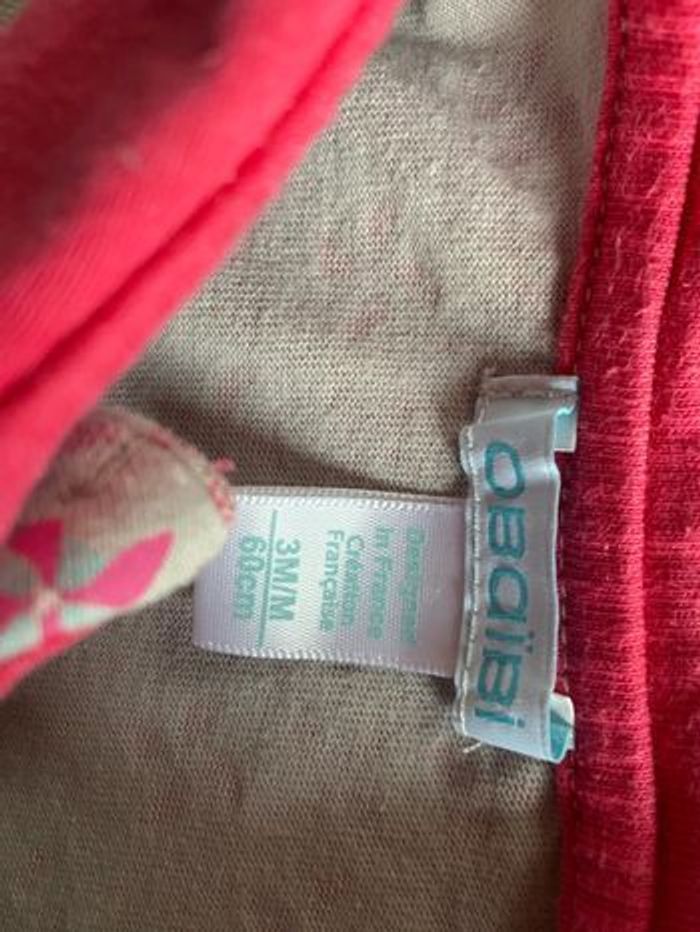 OBaïBi
Designed
in France
Création
Française
3M/M
60cm